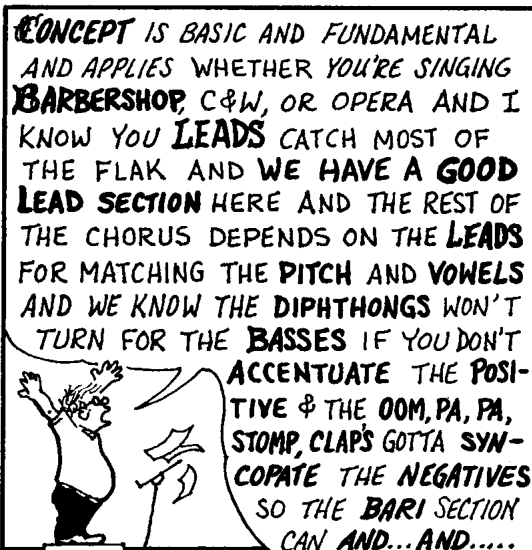 CONCEPT IS BASIC AND FUNDAMENTAL
AND APPLIES WHETHER YOU'RE SINGING
BARBERSHOP, C&W, OR OPERA AND I
KNOW YOU LEADS CATCH MOST OF
THE FLAK AND WE HAVE A GOOD
LEAD SECTION HERE AND THE REST OF
THE CHORUS DEPENDS ON THE LEADS
FOR MATCHING THE PITCH AND VOWELS
AND WE KNOW THE DIPHTHONGS WON'T
TURN FOR THE BASSES IF YOU DON'T
ACCENTUATE THE POSI-
TIVE & THE OOM, PA, PA,
STOMP, CLAP'S GOTTA SYN-
COPATE THE NEGATIVES
SO THE BARI SECTION
CAN AND...AND.....